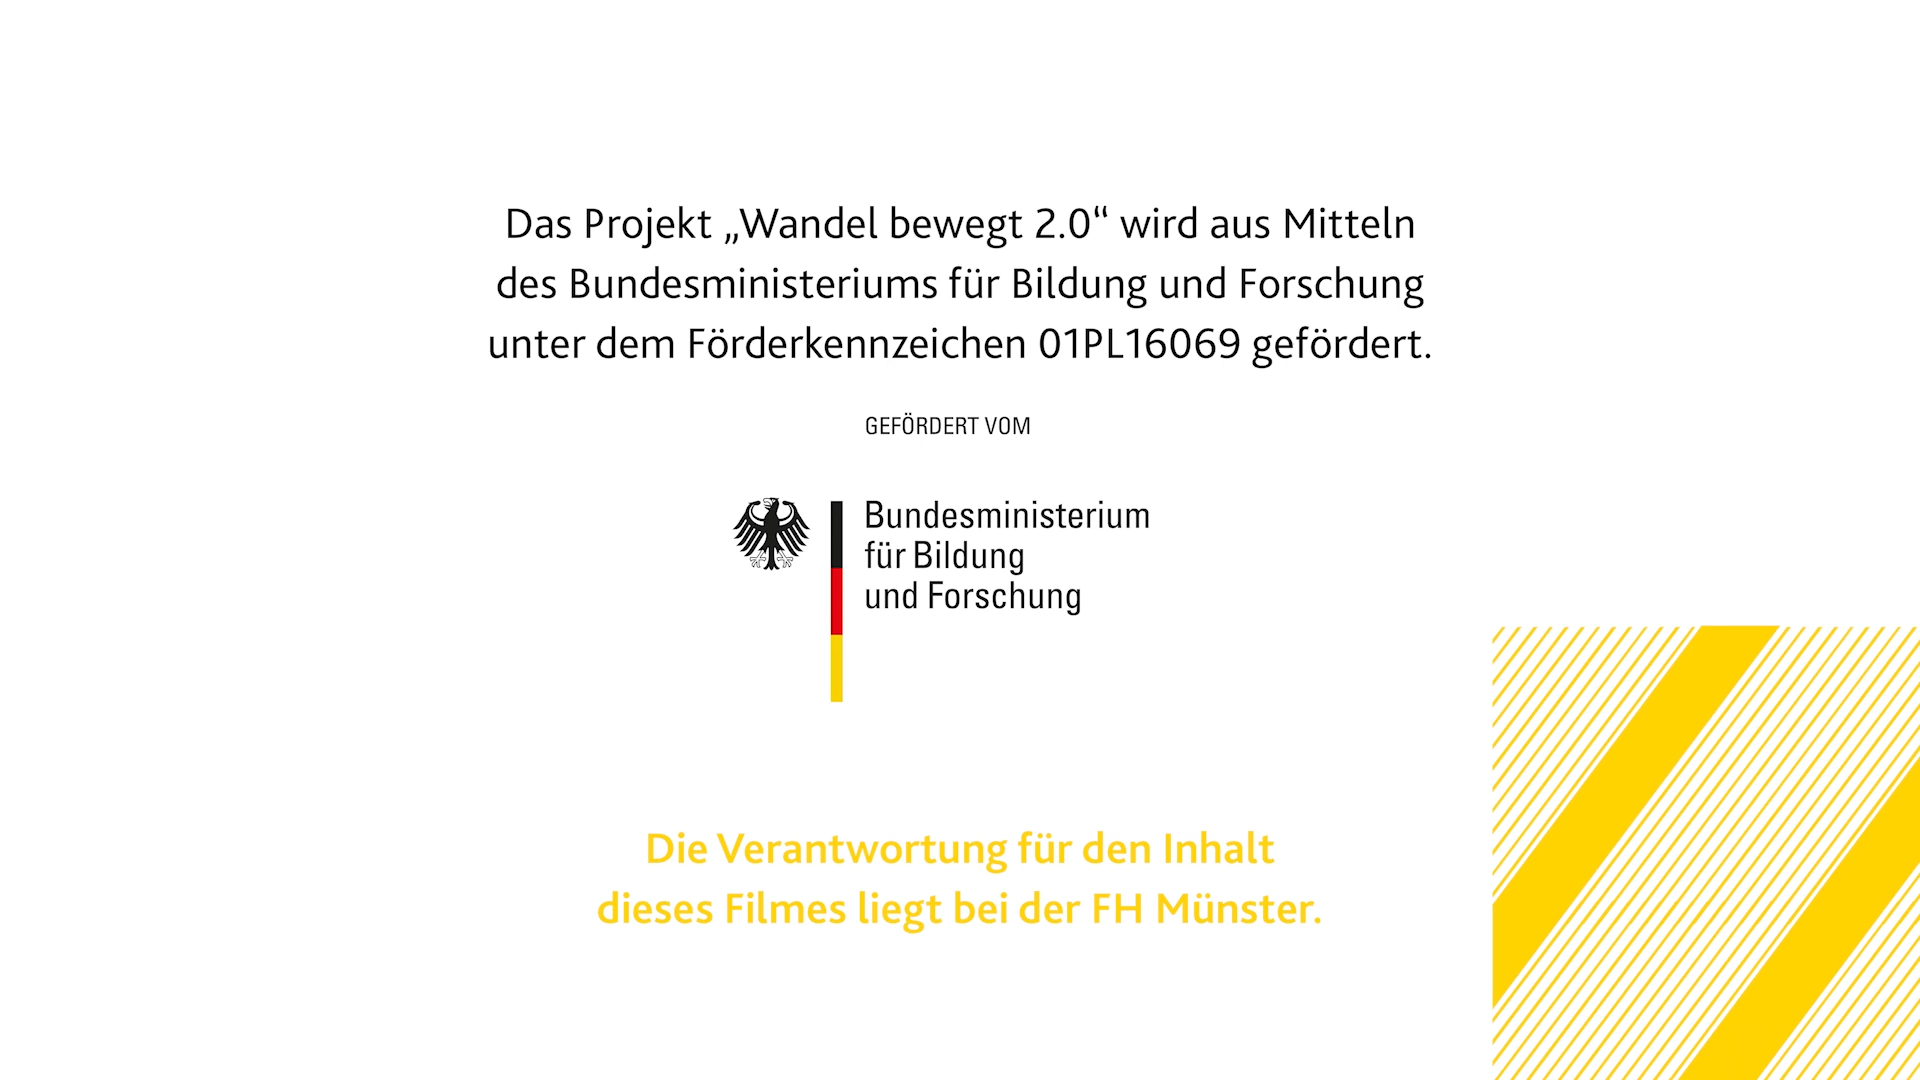 Das Projekt „Wandel bewegt 2.0“ wird aus Mitteln
des Bundesministeriums für Bildung und Forschung
unter dem Förderkennzeichen 01PL16069 gefördert.
GEFÖRDERT VOM
Bundesministerium
für Bildung
und Forschung
Die Verantwortung für den Inhalt
dieses Filmes liegt bei der FH Münster.